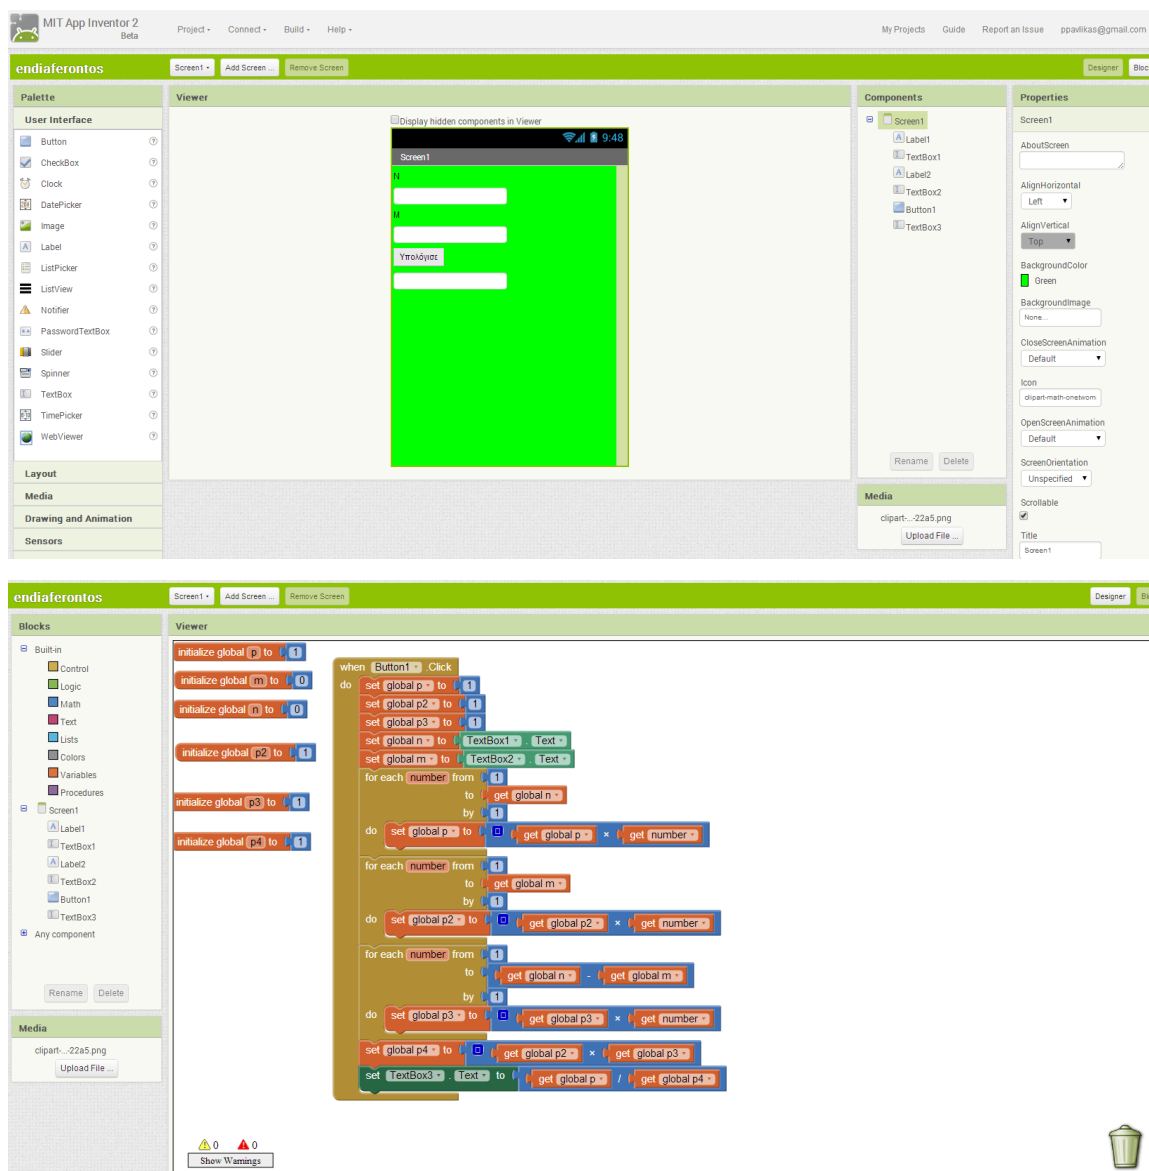 MIT App Inventor 2
Beta
Project Connect Build Help
My Projects Guide Report an Issue ppavlikas@gmail.com
endiaferontos
Screen1 Add Screen ... Remove Screen
Designer Bloc
Palette
User Interface
Button
CheckBox
Clock
DatePicker
Image
Label
ListPicker
ListView
Notifier
PasswordTextBox
Slider
Spinner
TextBox
TimePicker
WebViewer
Layout
Media
Drawing and Animation
Sensors
Viewer
Display hidden components in Viewer
9:48
Screen1
N
M
Υπολόγισε
Components
Screen1
Label1
TextBox1
Label2
TextBox2
Button1
TextBox3
Rename Delete
Media
clipart-...-22a5.png
Upload File ...
Properties
Screen1
AboutScreen
AlignHorizontal
Left
AlignVertical
Top
BackgroundColor
Green
BackgroundImage
None...
CloseScreenAnimation
Default
Icon
clipart-math-onetwom
OpenScreenAnimation
Default
ScreenOrientation
Unspecified
Scrollable
Title
Screen1
endiaferontos
Screen1 Add Screen ... Remove Screen
Designer Bl
Blocks
Built-in
Control
Logic
Math
Text
Lists
Colors
Variables
Procedures
Screen1
Label1
TextBox1
Label2
TextBox2
Button1
TextBox3
Any component
Rename Delete
Media
clipart-...-22a5.png
Upload File ...
Viewer
initialize global p to 1
initialize global m to 0
initialize global n to 0
initialize global p2 to 1
initialize global p3 to 1
initialize global p4 to 1
when Button1 .Click
do set global p to 1
set global p2 to 1
set global p3 to 1
set global n to TextBox1 . Text
set global m to TextBox2 . Text
for each number from 1
to get global n
by 1
do set global p to get global p × get number
for each number from 1
to get global m
by 1
do set global p2 to get global p2 × get number
for each number from 1
to get global n - get global m
by 1
do set global p3 to get global p3 × get number
set global p4 to get global p2 × get global p3
set TextBox3 . Text to get global p / get global p4
0 0
Show Warnings